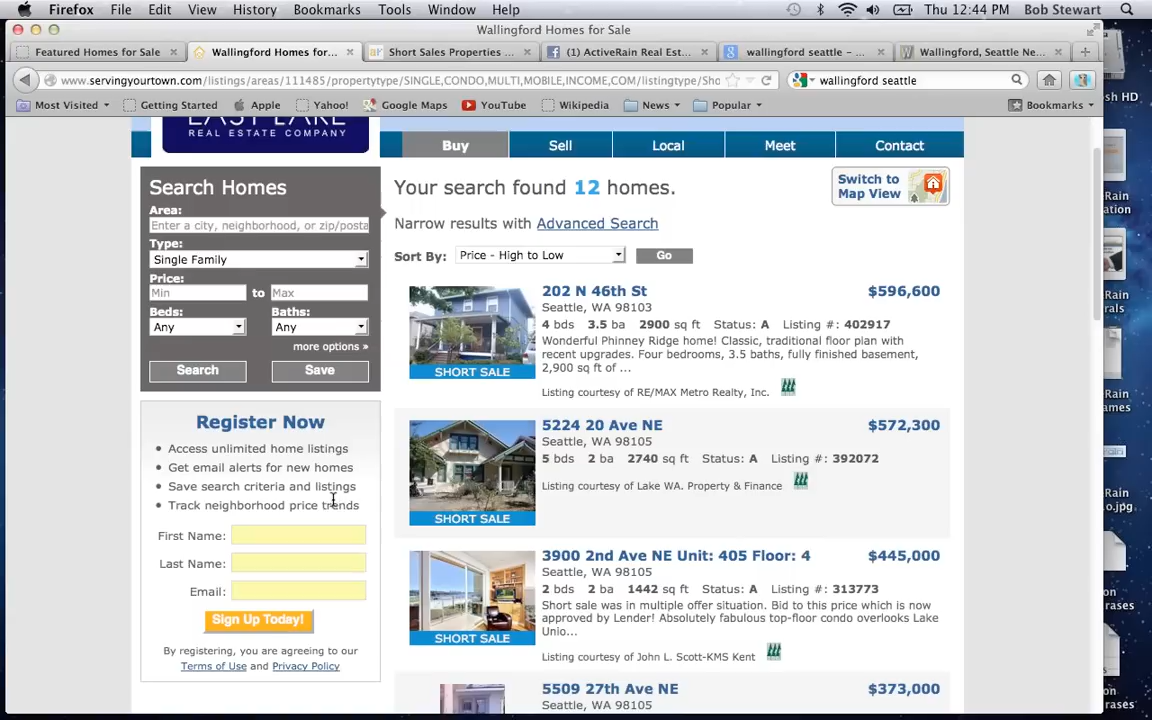 Firefox File Edit View History Bookmarks Tools Window Help Thu 12:44 PM Bob Stewart
Wallingford Homes for Sale
Featured Homes for Sale
Wallingford Homes for...
Short Sales Properties ...
(1) ActiveRain Real Est...
wallingford seattle – ...
Wallingford, Seattle Ne...
www.servingyourtown.com/listings/areas/111485/propertytype/SINGLE,CONDO,MULTI,MOBILE,INCOME,COM/listingtype/Sho
wallingford seattle
Most Visited Getting Started Apple Yahoo! Google Maps YouTube Wikipedia News Popular Bookmarks
REAL ESTATE COMPANY
Buy Sell Local Meet Contact
Search Homes
Area:
Enter a city, neighborhood, or zip/posta
Type:
Single Family
Price:
Min to Max
Beds: Baths:
Any Any
more options »
Search Save
Register Now
• Access unlimited home listings
• Get email alerts for new homes
• Save search criteria and listings
• Track neighborhood price trends
First Name:
Last Name:
Email:
Sign Up Today!
By registering, you are agreeing to our
Terms of Use and Privacy Policy
Your search found 12 homes.
Switch to
Map View
Narrow results with Advanced Search
Sort By: Price - High to Low Go
202 N 46th St $596,600
Seattle, WA 98103
4 bds 3.5 ba 2900 sq ft Status: A Listing #: 402917
Wonderful Phinney Ridge home! Classic, traditional floor plan with
recent upgrades. Four bedrooms, 3.5 baths, fully finished basement,
2,900 sq ft of ...
SHORT SALE
Listing courtesy of RE/MAX Metro Realty, Inc.
5224 20 Ave NE $572,300
Seattle, WA 98105
5 bds 2 ba 2740 sq ft Status: A Listing #: 392072
Listing courtesy of Lake WA. Property & Finance
SHORT SALE
3900 2nd Ave NE Unit: 405 Floor: 4 $445,000
Seattle, WA 98105
2 bds 2 ba 1442 sq ft Status: A Listing #: 313773
Short sale was in multiple offer situation. Bid to this price which is now
approved by Lender! Absolutely fabulous top-floor condo overlooks Lake
Unio...
SHORT SALE
Listing courtesy of John L. Scott-KMS Kent
5509 27th Ave NE $373,000
Seattle, WA 98105